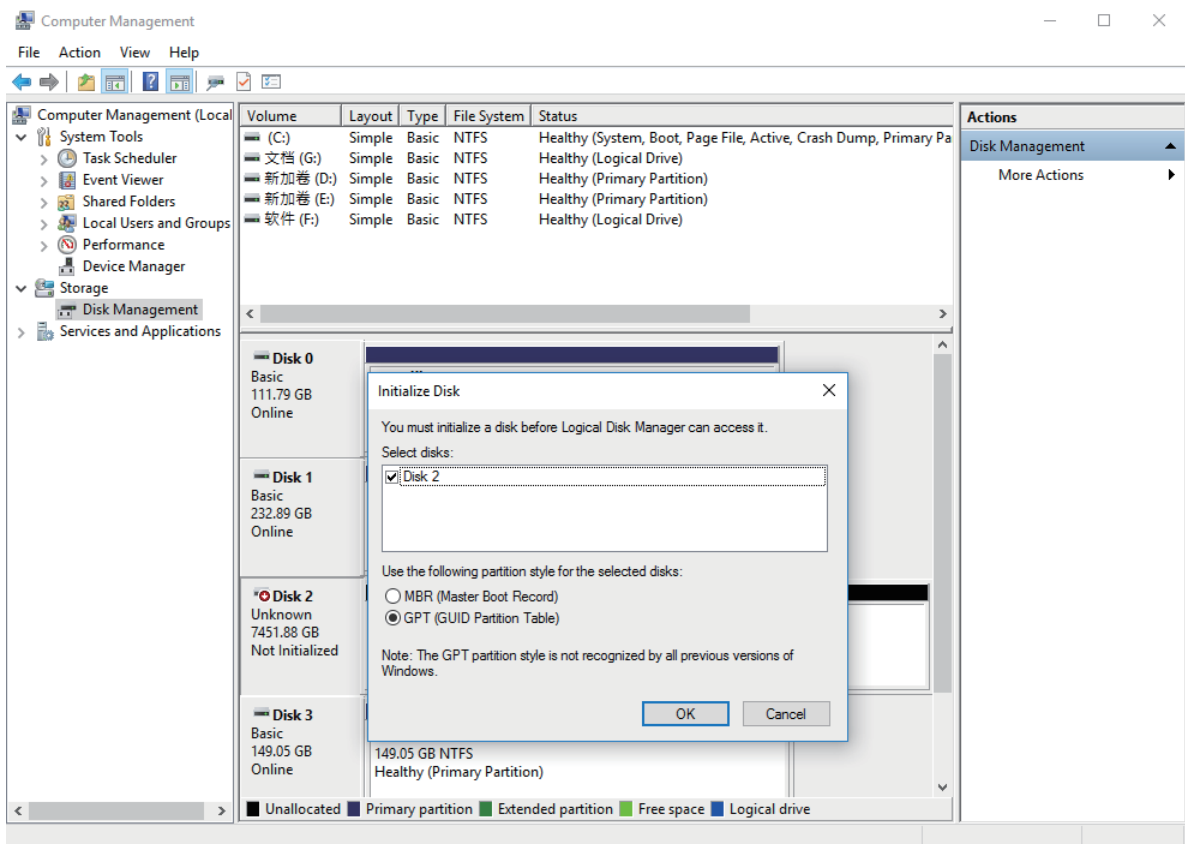 Computer Management
File Action View Help
Computer Management (Local
System Tools
Task Scheduler
Event Viewer
Shared Folders
Local Users and Groups
Performance
Device Manager
Storage
Disk Management
Services and Applications
Volume Layout Type File System Status
(C:) Simple Basic NTFS Healthy (System, Boot, Page File, Active, Crash Dump, Primary Pa
文档 (G:) Simple Basic NTFS Healthy (Logical Drive)
新加卷 (D:) Simple Basic NTFS Healthy (Primary Partition)
新加卷 (E:) Simple Basic NTFS Healthy (Primary Partition)
软件 (F:) Simple Basic NTFS Healthy (Logical Drive)
Actions
Disk Management
More Actions
Disk 0
Basic
111.79 GB
Online
Disk 1
Basic
232.89 GB
Online
Disk 2
Unknown
7451.88 GB
Not Initialized
Disk 3
Basic
149.05 GB
Online
149.05 GB NTFS
Healthy (Primary Partition)
Initialize Disk
You must initialize a disk before Logical Disk Manager can access it.
Select disks:
Disk 2
Use the following partition style for the selected disks:
MBR (Master Boot Record)
GPT (GUID Partition Table)
Note: The GPT partition style is not recognized by all previous versions of
Windows.
OK Cancel
Unallocated Primary partition Extended partition Free space Logical drive